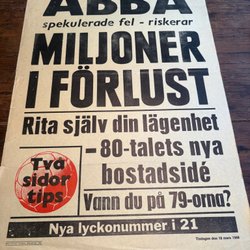 ABBA
spekulerade fel - riskerar
MILJONER
I FÖRLUST
Rita själv din lägenhet
- 80-talets nya
bostadsidé
Två
sidor
tips
Vann du på 79-orna?
Nya lyckonummer i 21